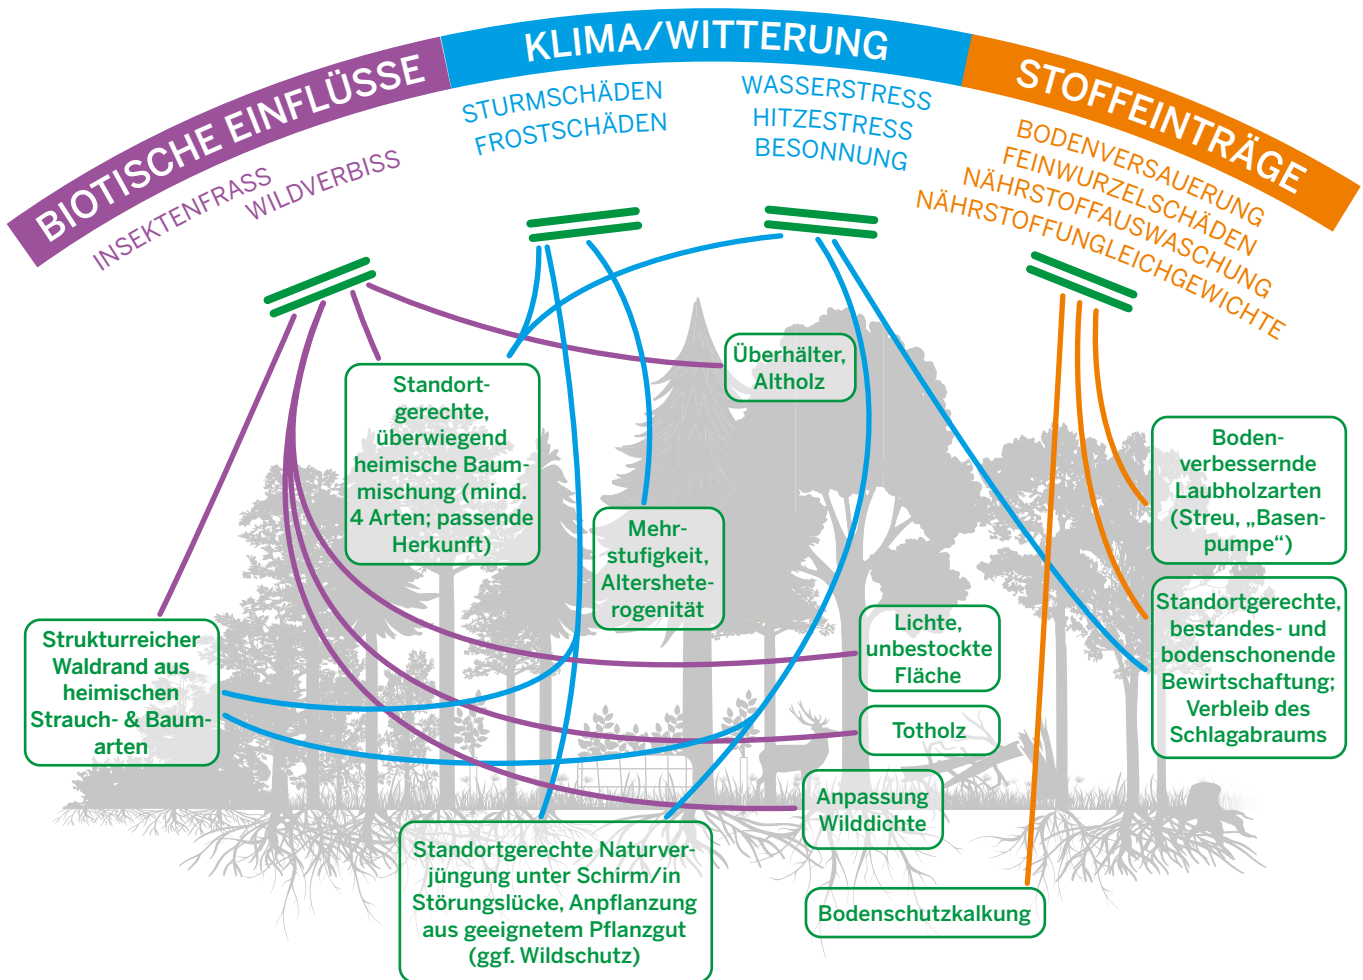 BIOTISCHE EINFLÜSSE
INSEKTENFRASS
WILDVERBISS
KLIMA/WITTERUNG
STURMSCHÄDEN
FROSTSCHÄDEN
WASSERSTRESS
HITZESTRESS
BESONNUNG
STOFFEINTRÄGE
BODENVERSAUERUNG
FEINWURZELSCHÄDEN
NÄHRSTOFFAUSWASCHUNG
NÄHRSTOFFUNGLEICHGEWICHTE
Überhälter,
Altholz
Standort-
gerechte,
überwiegend
heimische Baum-
mischung (mind.
4 Arten; passende
Herkunft)
Boden-
verbessernde
Laubholzarten
(Streu, „Basen-
pumpe“)
Mehr-
stufigkeit,
Altershete-
rogenität
Standortgerechte,
bestandes- und
bodenschonende
Bewirtschaftung;
Verbleib des
Schlagabraums
Strukturreicher
Waldrand aus
heimischen
Strauch- & Baum-
arten
Lichte,
unbestockte
Fläche
Totholz
Anpassung
Wilddichte
Standortgerechte Naturver-
jüngung unter Schirm/in
Störungslücke, Anpflanzung
aus geeignetem Pflanzgut
(ggf. Wildschutz)
Bodenschutzkalkung